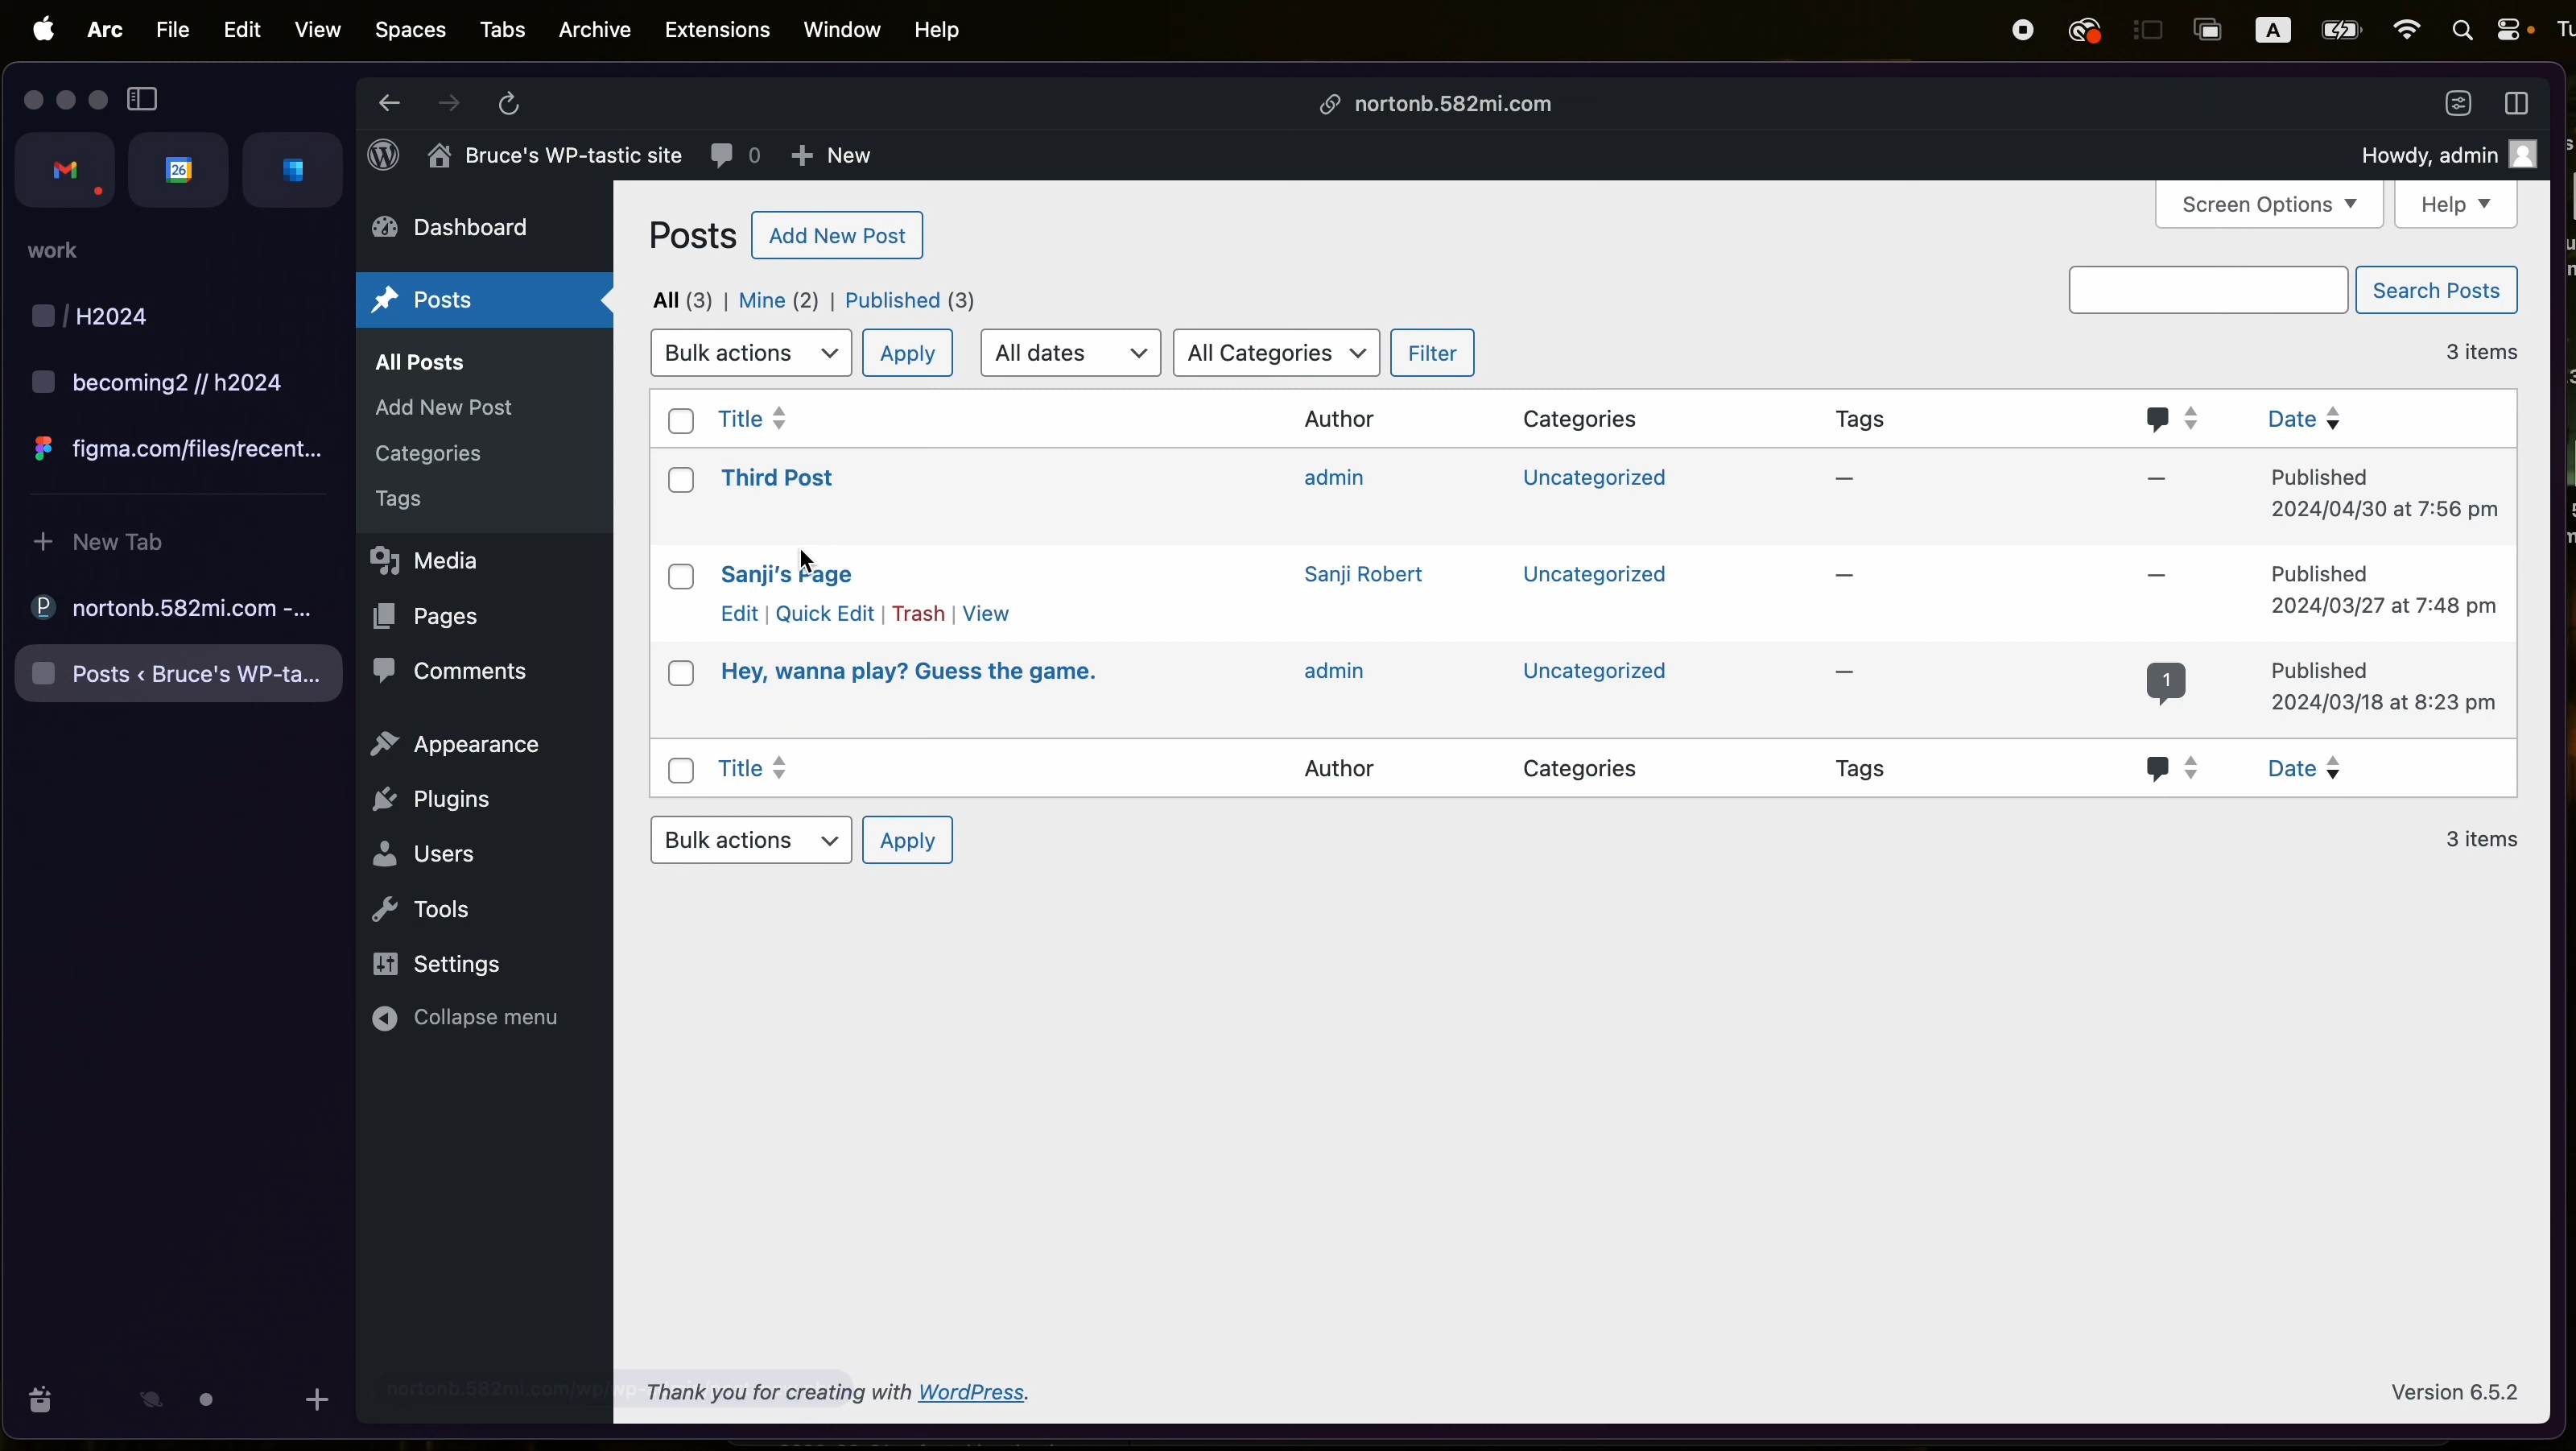 Arc File Edit View Spaces Tabs Archive Extensions Window Help A Tu
nortonb.582mi.com
26
work
/ H2024
becoming2 // h2024
figma.com/files/recent...
+ New Tab
P nortonb.582mi.com -...
Posts ‹ Bruce's WP-ta...
Bruce's WP-tastic site 0 + New Howdy, admin
Dashboard
Posts
All Posts
Add New Post
Categories
Tags
Media
Pages
Comments
Appearance
Plugins
Users
Tools
Settings
Collapse menu
Screen Options Help
Posts Add New Post
All (3) | Mine (2) | Published (3)
Search Posts
Bulk actions Apply All dates All Categories Filter 3 items
Title Author Categories Tags Date
Third Post admin Uncategorized — — Published
2024/04/30 at 7:56 pm
Sanji's Page Sanji Robert Uncategorized — — Published
2024/03/27 at 7:48 pm
Edit | Quick Edit | Trash | View
Hey, wanna play? Guess the game. admin Uncategorized — 1 Published
2024/03/18 at 8:23 pm
Title Author Categories Tags Date
Bulk actions Apply 3 items
Thank you for creating with WordPress. Version 6.5.2